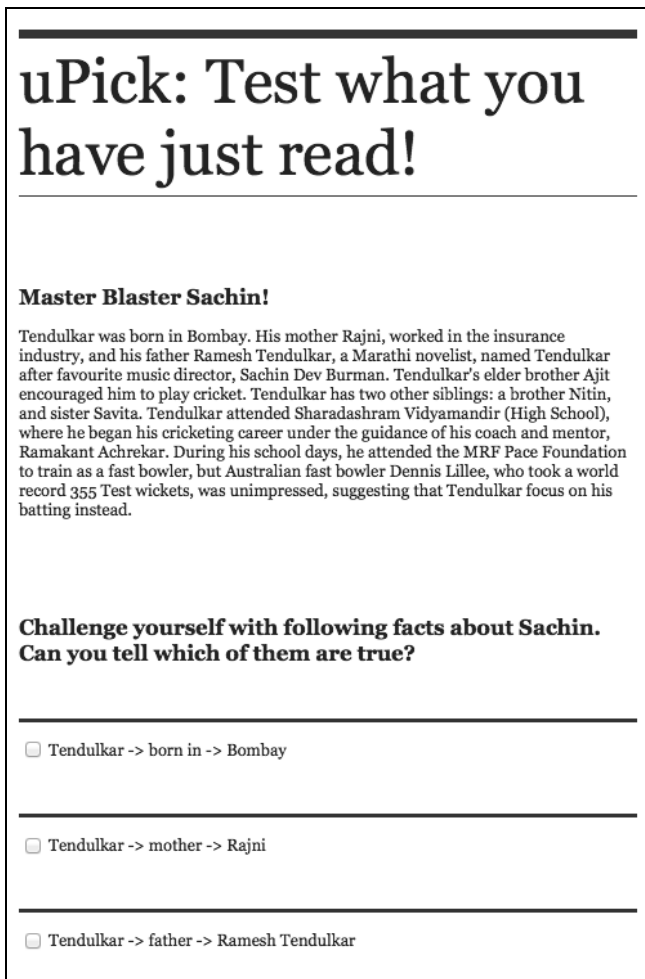 uPick: Test what you
have just read!
Master Blaster Sachin!
Tendulkar was born in Bombay. His mother Rajni, worked in the insurance
industry, and his father Ramesh Tendulkar, a Marathi novelist, named Tendulkar
after favourite music director, Sachin Dev Burman. Tendulkar's elder brother Ajit
encouraged him to play cricket. Tendulkar has two other siblings: a brother Nitin,
and sister Savita. Tendulkar attended Sharadashram Vidyamandir (High School),
where he began his cricketing career under the guidance of his coach and mentor,
Ramakant Achrekar. During his school days, he attended the MRF Pace Foundation
to train as a fast bowler, but Australian fast bowler Dennis Lillee, who took a world
record 355 Test wickets, was unimpressed, suggesting that Tendulkar focus on his
batting instead.
Challenge yourself with following facts about Sachin.
Can you tell which of them are true?
Tendulkar -> born in -> Bombay
Tendulkar -> mother -> Rajni
Tendulkar -> father -> Ramesh Tendulkar